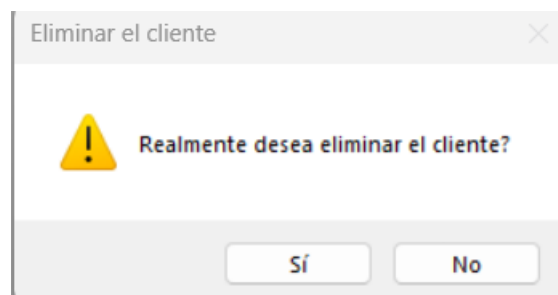 Eliminar el cliente
Realmente desea eliminar el cliente?
Sí
No